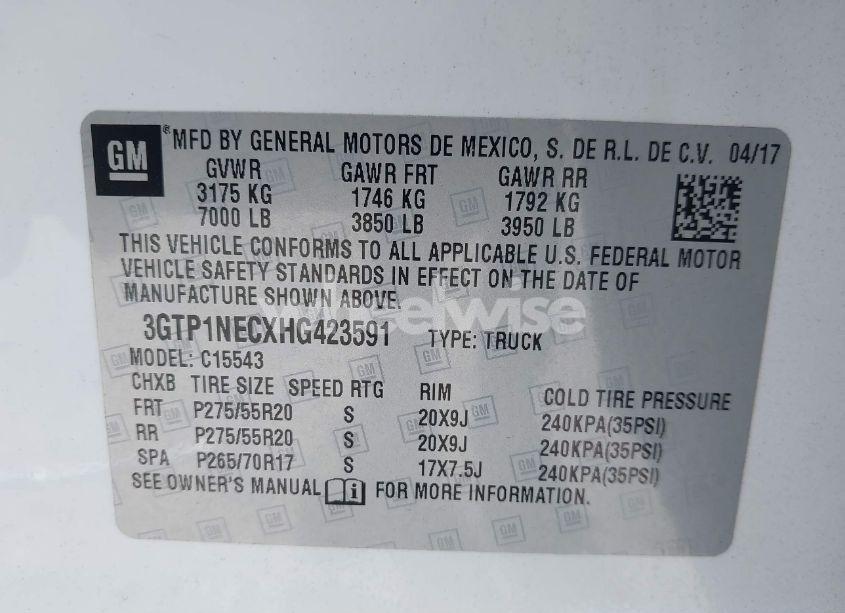 GM
® MFD BY GENERAL MOTORS DE MEXICO, S. DE R.L. DE C.V. 04/17
GVWR GAWR FRT GAWR RR
3175 KG 1746 KG 1792 KG
7000 LB 3850 LB 3950 LB
THIS VEHICLE CONFORMS TO ALL APPLICABLE U.S. FEDERAL MOTOR
VEHICLE SAFETY STANDARDS IN EFFECT ON THE DATE OF
MANUFACTURE SHOWN ABOVE.
wheelwise
3GTP1NECXHG423591 TYPE: TRUCK
MODEL: C15543
CHXB TIRE SIZE SPEED RTG RIM COLD TIRE PRESSURE
FRT P275/55R20 S 20X9J 240KPA(35PSI)
RR P275/55R20 S 20X9J 240KPA(35PSI)
SPA P265/70R17 S 17X7.5J 240KPA(35PSI)
SEE OWNER'S MANUAL FOR MORE INFORMATION.